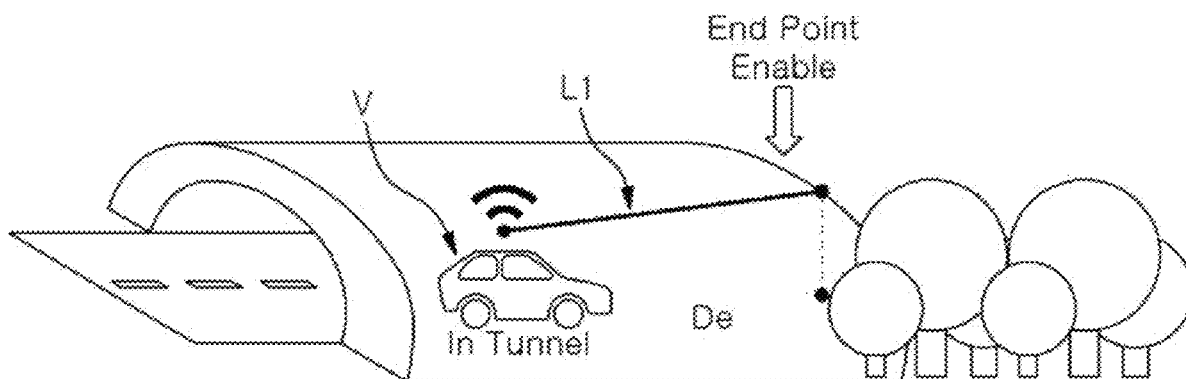 End Point
Enable
V
L1
In Tunnel
De